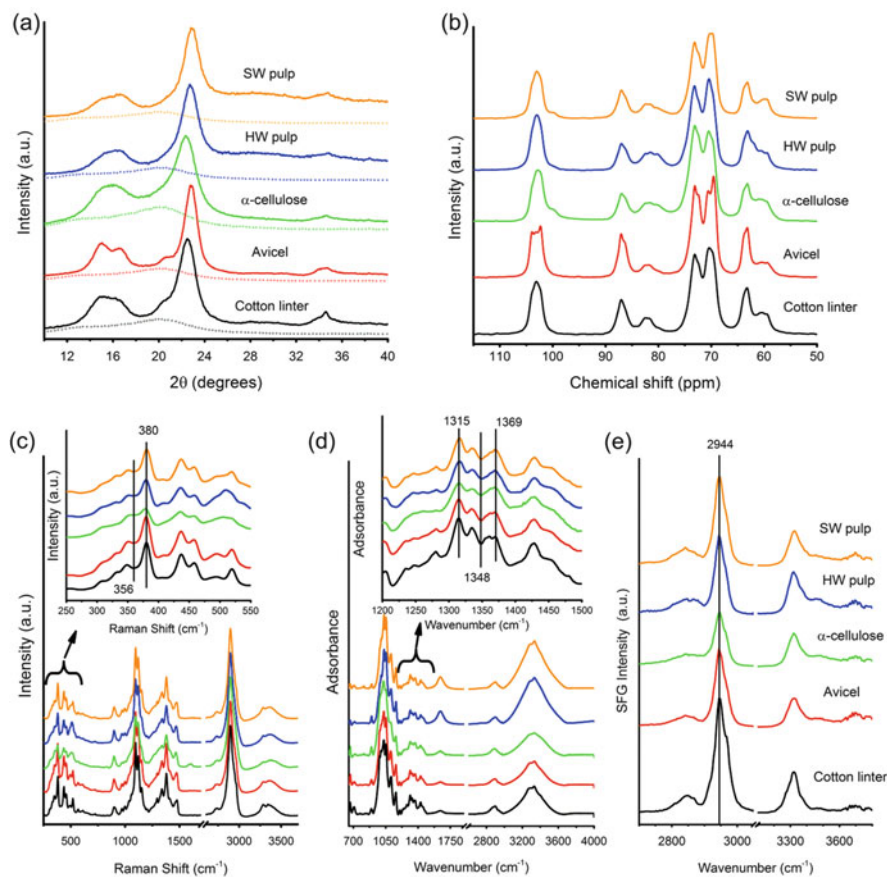 (a)
Intensity (a.u.)
SW pulp
HW pulp
α-cellulose
Avicel
Cotton linter
12 16 20 24 28 32 36 40
2θ (degrees)
(b)
Intensity (a.u.)
SW pulp
HW pulp
α-cellulose
Avicel
Cotton linter
110 100 90 80 70 60 50
Chemical shift (ppm)
(c)
380
Intensity (a.u.)
356
250 300 350 400 450 500 550
Raman Shift (cm⁻¹)
Intensity (a.u.)
250 500 1000 1500 3000 3500
Raman Shift (cm⁻¹)
(d)
1315 1369
Absorbance
1348
1200 1250 1300 1350 1400 1450 1500
Wavenumber (cm⁻¹)
Adsorbance
700 1050 1400 1750 2800 3200 3600 4000
Wavenumber (cm⁻¹)
(e)
2944
SFG Intensity (a.u.)
SW pulp
HW pulp
α-cellulose
Avicel
Cotton linter
2800 3000 3300 3600
Wavenumber (cm⁻¹)